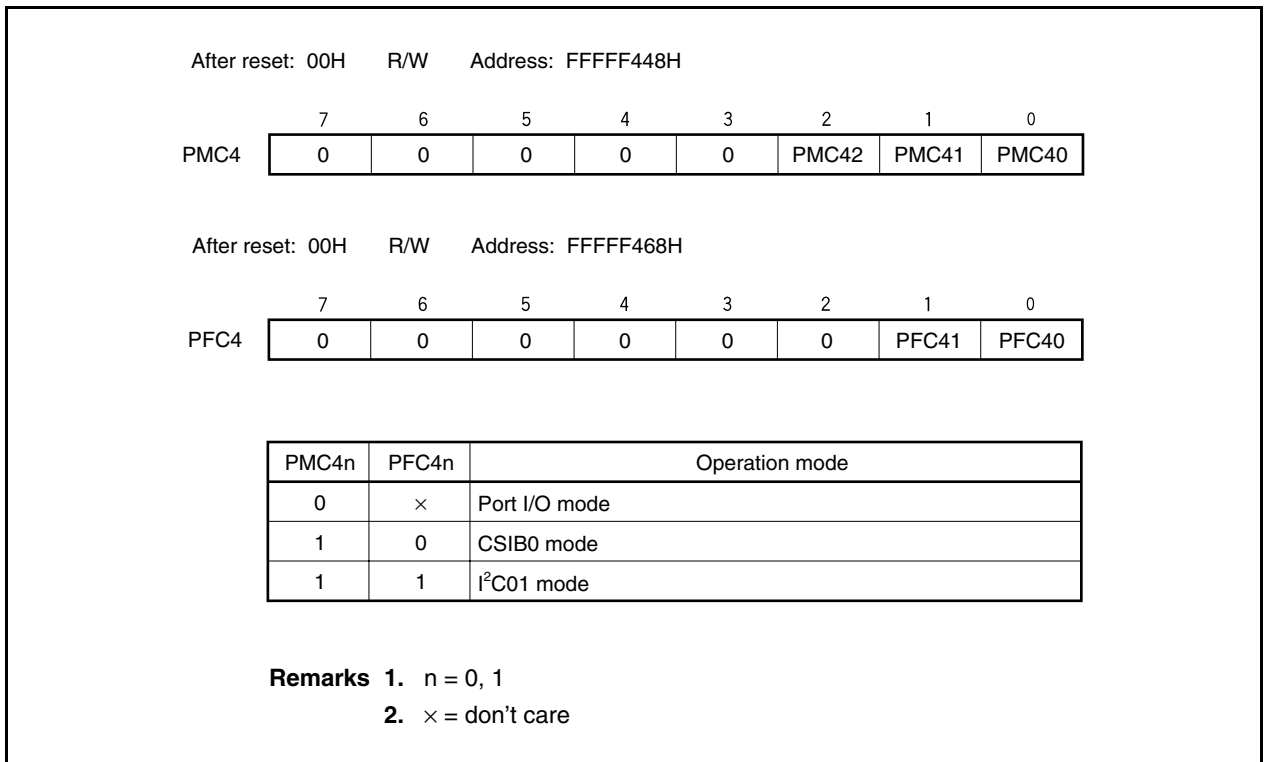 After reset: 00H R/W Address: FFFFF448H
7 6 5 4 3 2 1 0
PMC4 0 0 0 0 0 PMC42 PMC41 PMC40
After reset: 00H R/W Address: FFFFF468H
7 6 5 4 3 2 1 0
PFC4 0 0 0 0 0 0 PFC41 PFC40
PMC4n PFC4n Operation mode
0 × Port I/O mode
1 0 CSIB0 mode
1 1 I²C01 mode
Remarks 1. n = 0, 1
2. × = don't care